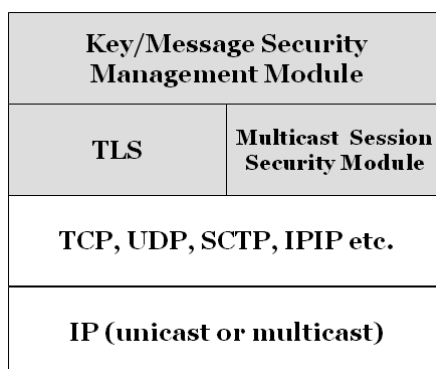 Key/Message Security
Management Module
TLS
Multicast Session
Security Module
TCP, UDP, SCTP, IPIP etc.
IP (unicast or multicast)